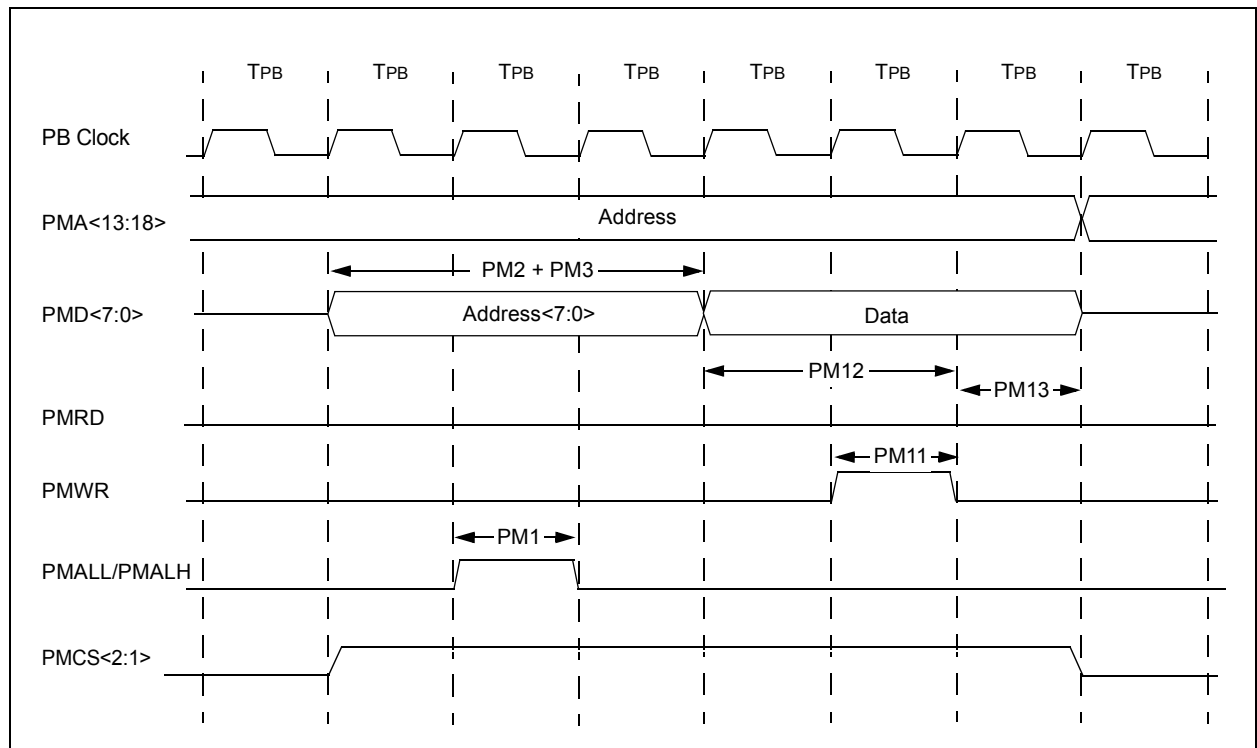 TPB TPB TPB TPB TPB TPB TPB TPB
PB Clock
PMA<13:18> Address
PM2 + PM3
PMD<7:0> Address<7:0> Data
PM12
PM13
PMRD
PM11
PMWR
PM1
PMALL/PMALH
PMCS<2:1>